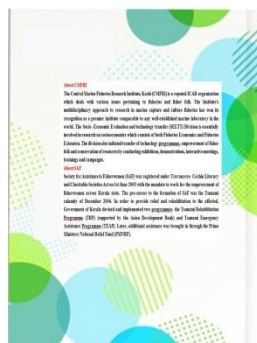 About CMFRI
The Central Marine Fisheries Research Institute, Kochi (CMFRI) is a reputed ICAR organization
which deals with various issues pertaining to fisheries and fisher folk. The Institute's
multidisciplinary approach to research in marine capture and culture fisheries has won its
recognition as a premier institute comparable to any well-established marine laboratory in the
world. The Socio-Economic Evaluation and technology transfer (SEETT) Division is essentially
involved in research on socioeconomics which consists of both Fisheries Economics and Fisheries
Extension. The division also initiated transfer of technology programmes, empowerment of fisher
folk and conservation of resources by conducting exhibitions, demonstrations, interactive meetings,
trainings and campaigns.
About SAF
Society for Assistance to Fisherwomen (SAF) was registered under Travancore-Cochin Literary
and Charitable Societies Act on 1st June 2005 with the mandate to work for the empowerment of
fisherwomen across Kerala state. The pre-cursor to the formation of SAF was the Tsunami
calamity of December 2004. In order to provide relief and rehabilitation to the affected,
Government of Kerala devised and implemented two programmes- the Tsunami Rehabilitation
Programme (TRP) (supported by the Asian Development Bank) and Tsunami Emergency
Assistance Programme (TEAP). Later, additional assistance was brought in through the Prime
Ministers National Relief Fund (PMNRF).